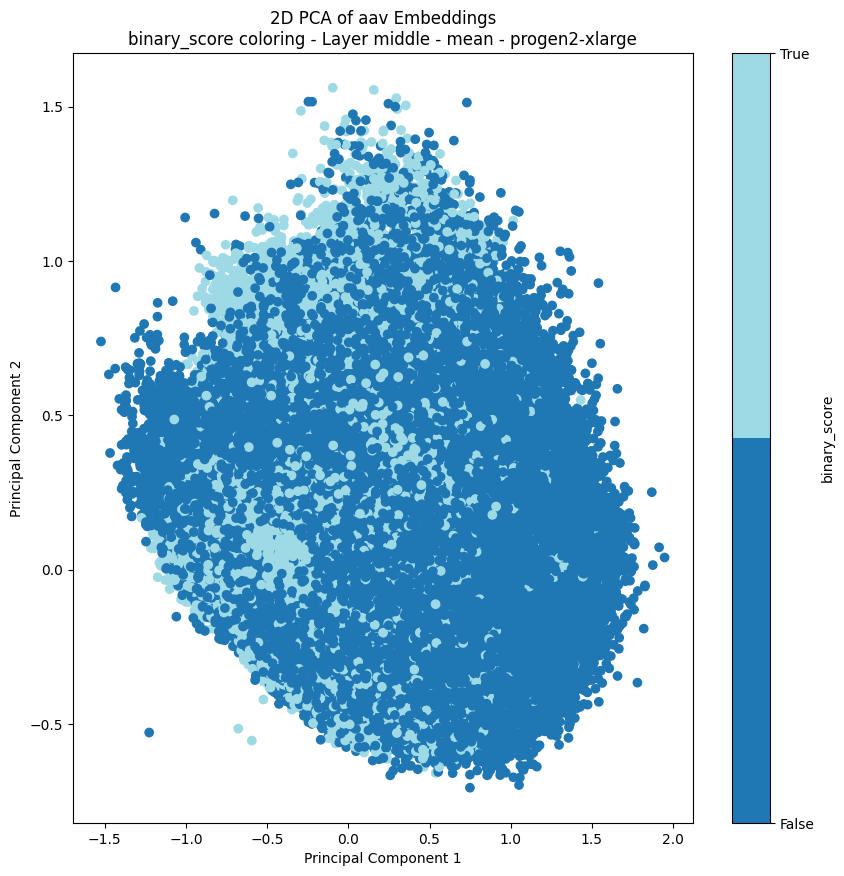 2D PCA of aav Embeddings
binary_score coloring - Layer middle - mean - progen2-xlarge
True
1.5
1.0
0.5
0.0
−0.5
Principal Component 2
binary_score
False
−1.5
−1.0
−0.5
0.0
0.5
1.0
1.5
2.0
Principal Component 1